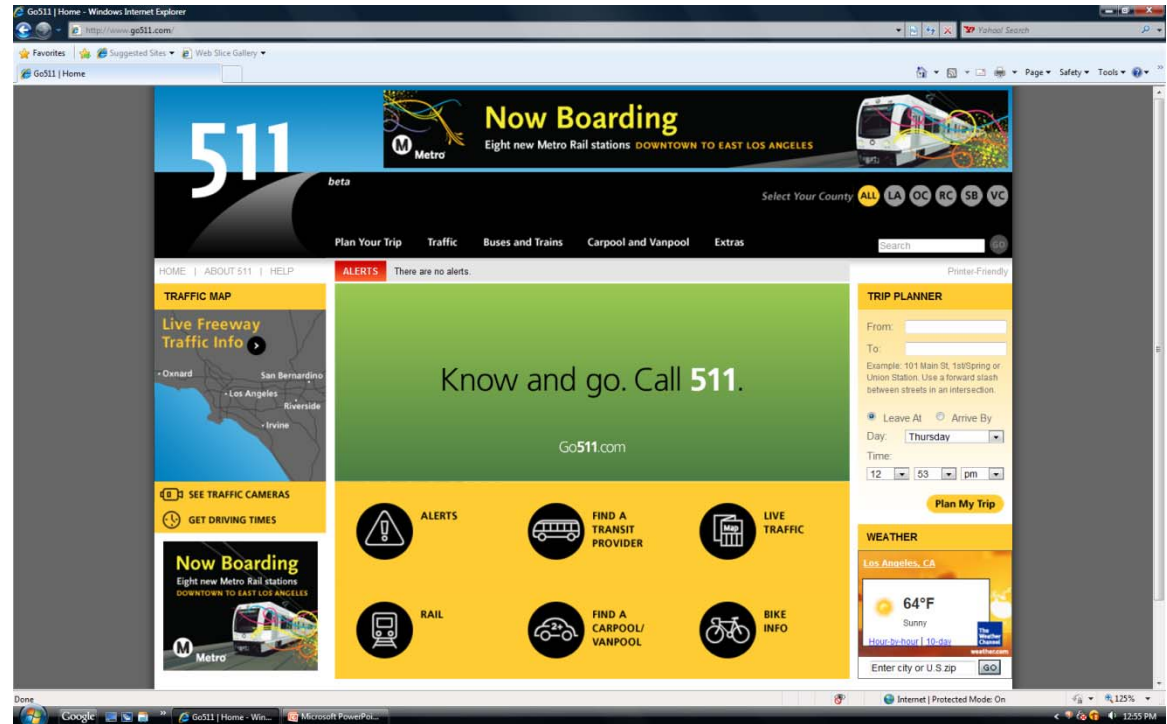 Go511 | Home - Windows Internet Explorer
http://www.go511.com/
Yahoo! Search
Favorites
Suggested Sites
Web Slice Gallery
Go511 | Home
Page
Safety
Tools
511
beta
Metro
Now Boarding
Eight new Metro Rail stations DOWNTOWN TO EAST LOS ANGELES
Select Your County ALL LA OC RC SB VC
Plan Your Trip
Traffic
Buses and Trains
Carpool and Vanpool
Extras
Search
GO
HOME | ABOUT 511 | HELP
ALERTS
There are no alerts.
Printer-Friendly
TRAFFIC MAP
Live Freeway
Traffic Info
Oxnard
San Bernardino
Los Angeles
Riverside
Irvine
SEE TRAFFIC CAMERAS
GET DRIVING TIMES
Now Boarding
Eight new Metro Rail stations
DOWNTOWN TO EAST LOS ANGELES
Metro
Know and go. Call 511.
Go511.com
ALERTS
FIND A
TRANSIT
PROVIDER
Map
LIVE
TRAFFIC
RAIL
2+
FIND A
CARPOOL/
VANPOOL
BIKE
INFO
TRIP PLANNER
From:
To:
Example: 101 Main St, 1st/Spring or
Union Station. Use a forward slash
between streets in an intersection.
Leave At
Arrive By
Day: Thursday
Time:
12 53 pm
Plan My Trip
WEATHER
Los Angeles, CA
64°F
Sunny
Hour-by-hour | 10-day
The
Weather
Channel
weather.com
Enter city or U.S zip GO
Done
Internet | Protected Mode: On
125%
Google
Go511 | Home - Win...
Microsoft PowerPoi...
12:55 PM